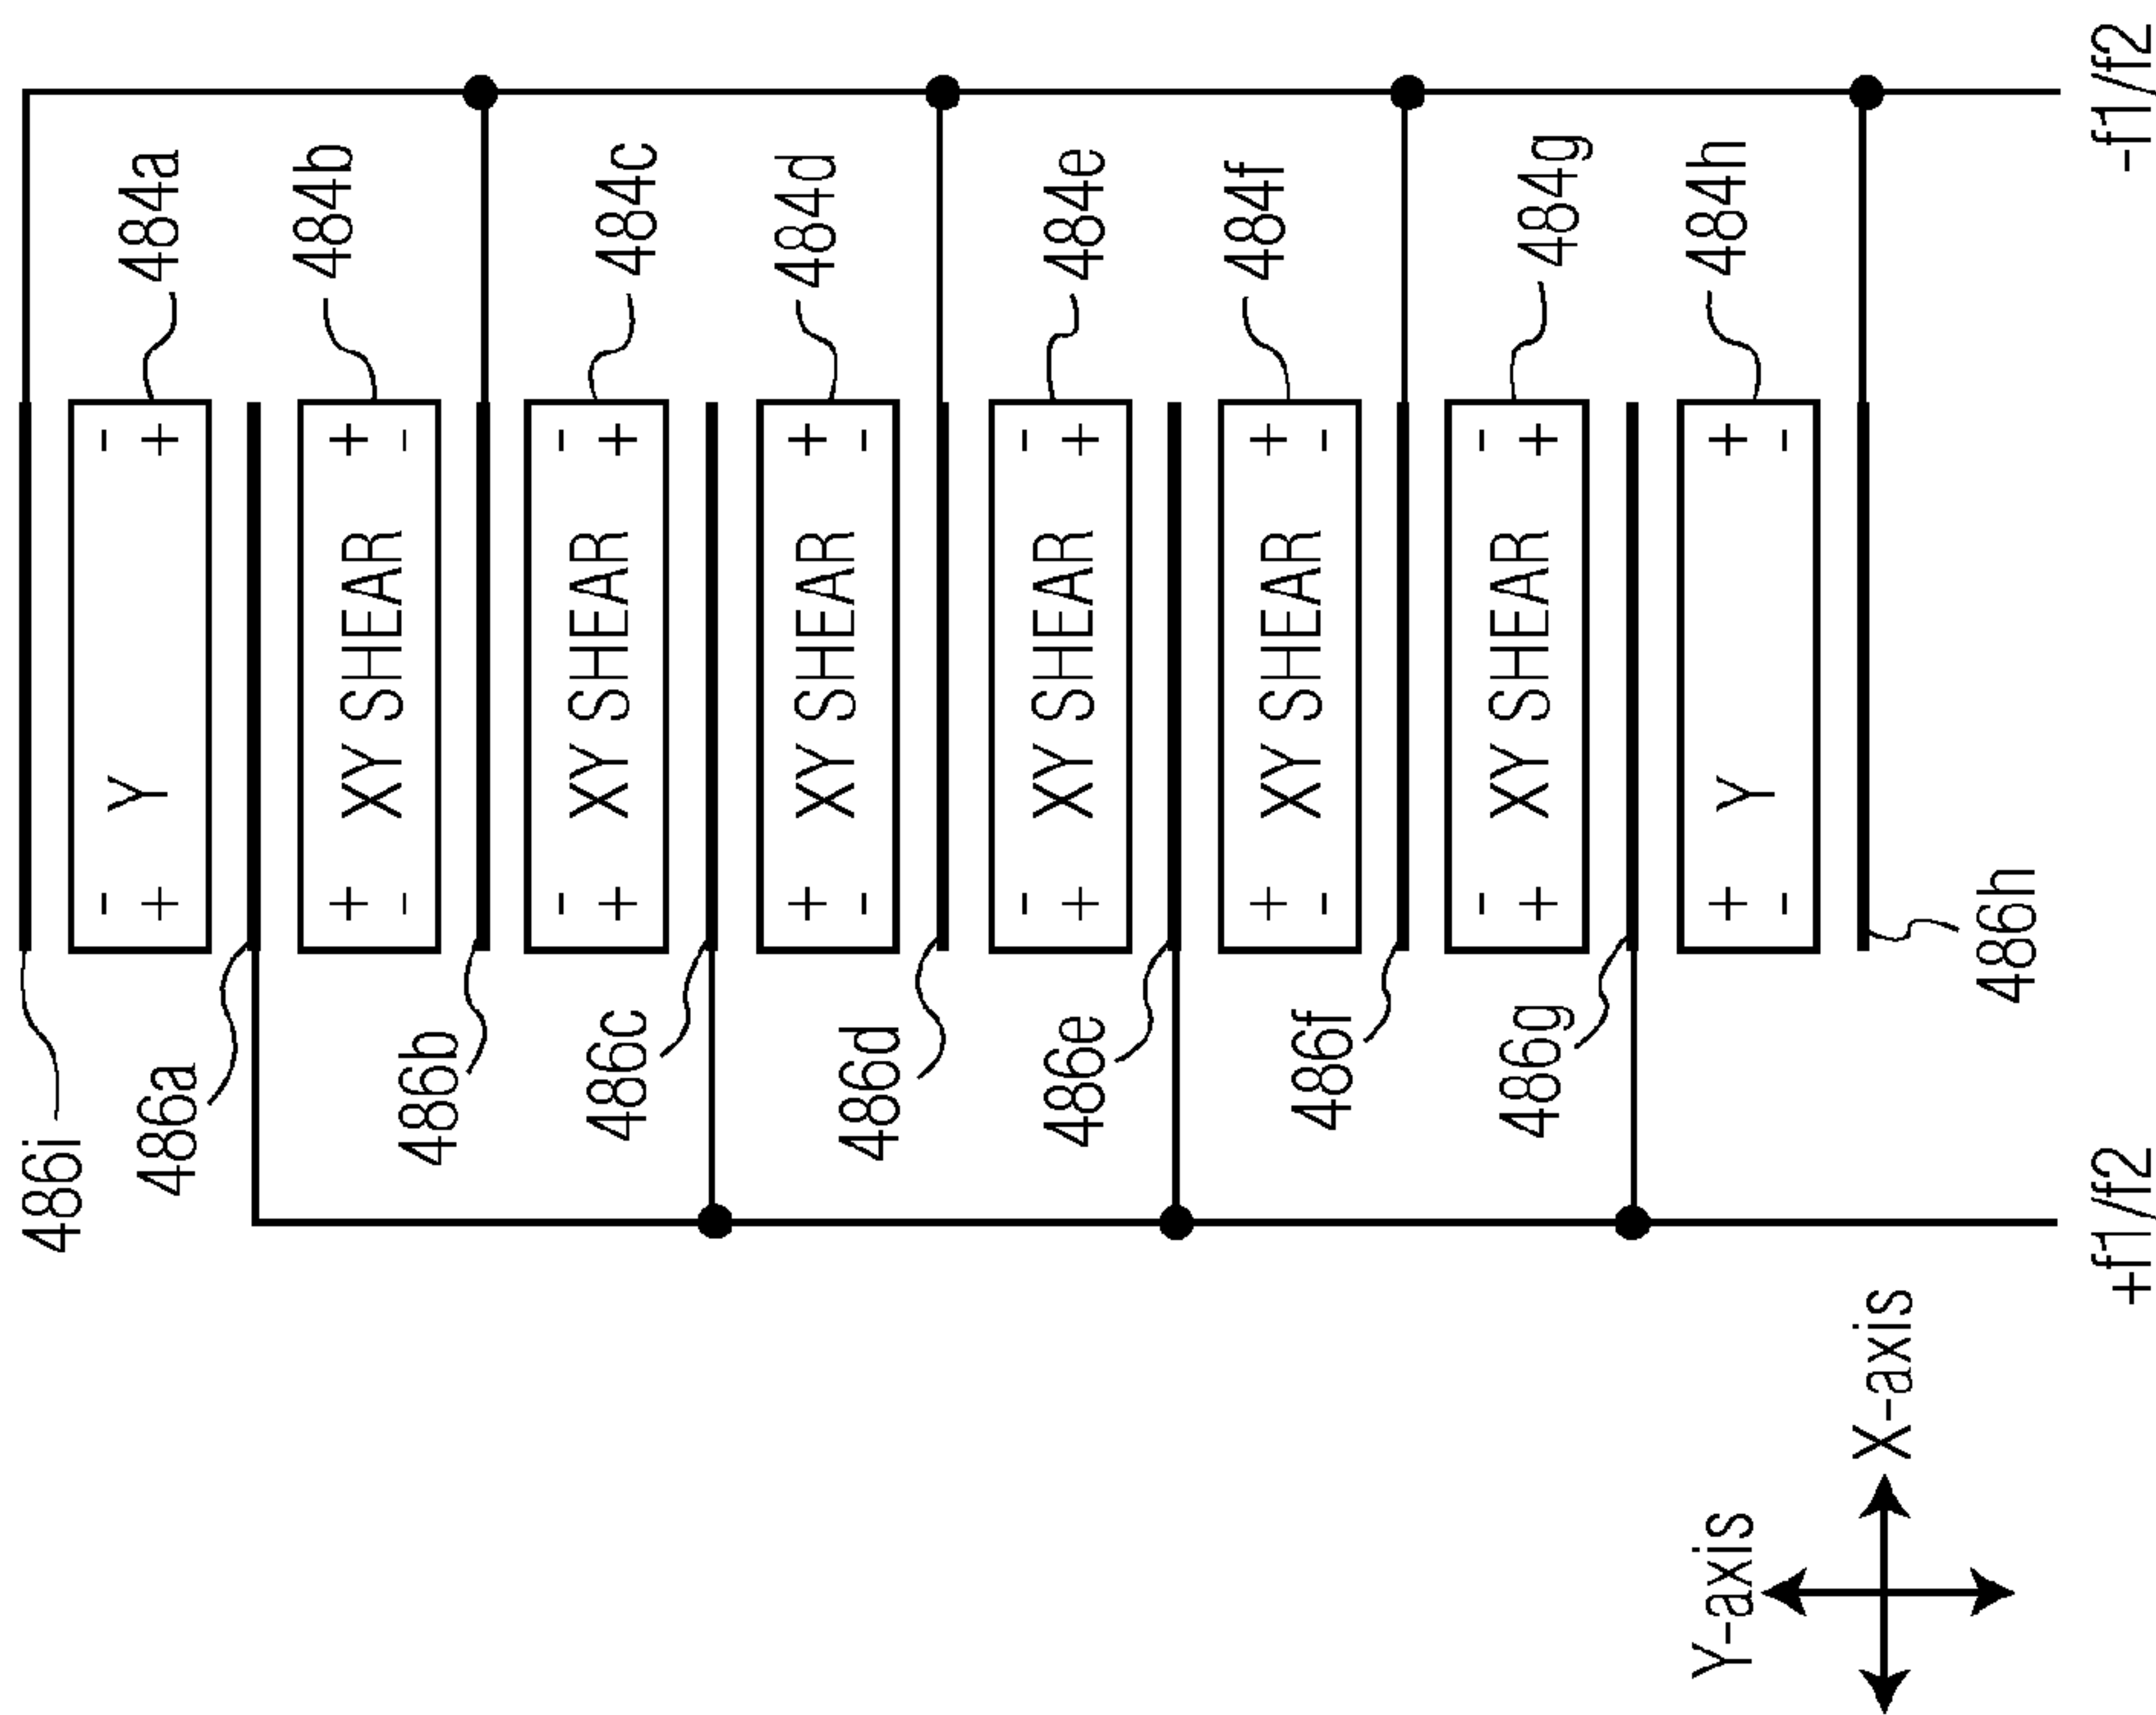 486i
- -
Y
484a
+ +
486a
484b
+ +
XY SHEAR
- -
486b
- -
XY SHEAR
484c
+ +
486c
484d
+ +
XY SHEAR
- -
486d
- -
XY SHEAR
484e
+ +
486e
484f
+ +
XY SHEAR
- -
486f
- -
XY SHEAR
484g
+ +
486g
484h
+ +
Y
- -
486h
Y-axis
X-axis
+f1/f2
-f1/f2